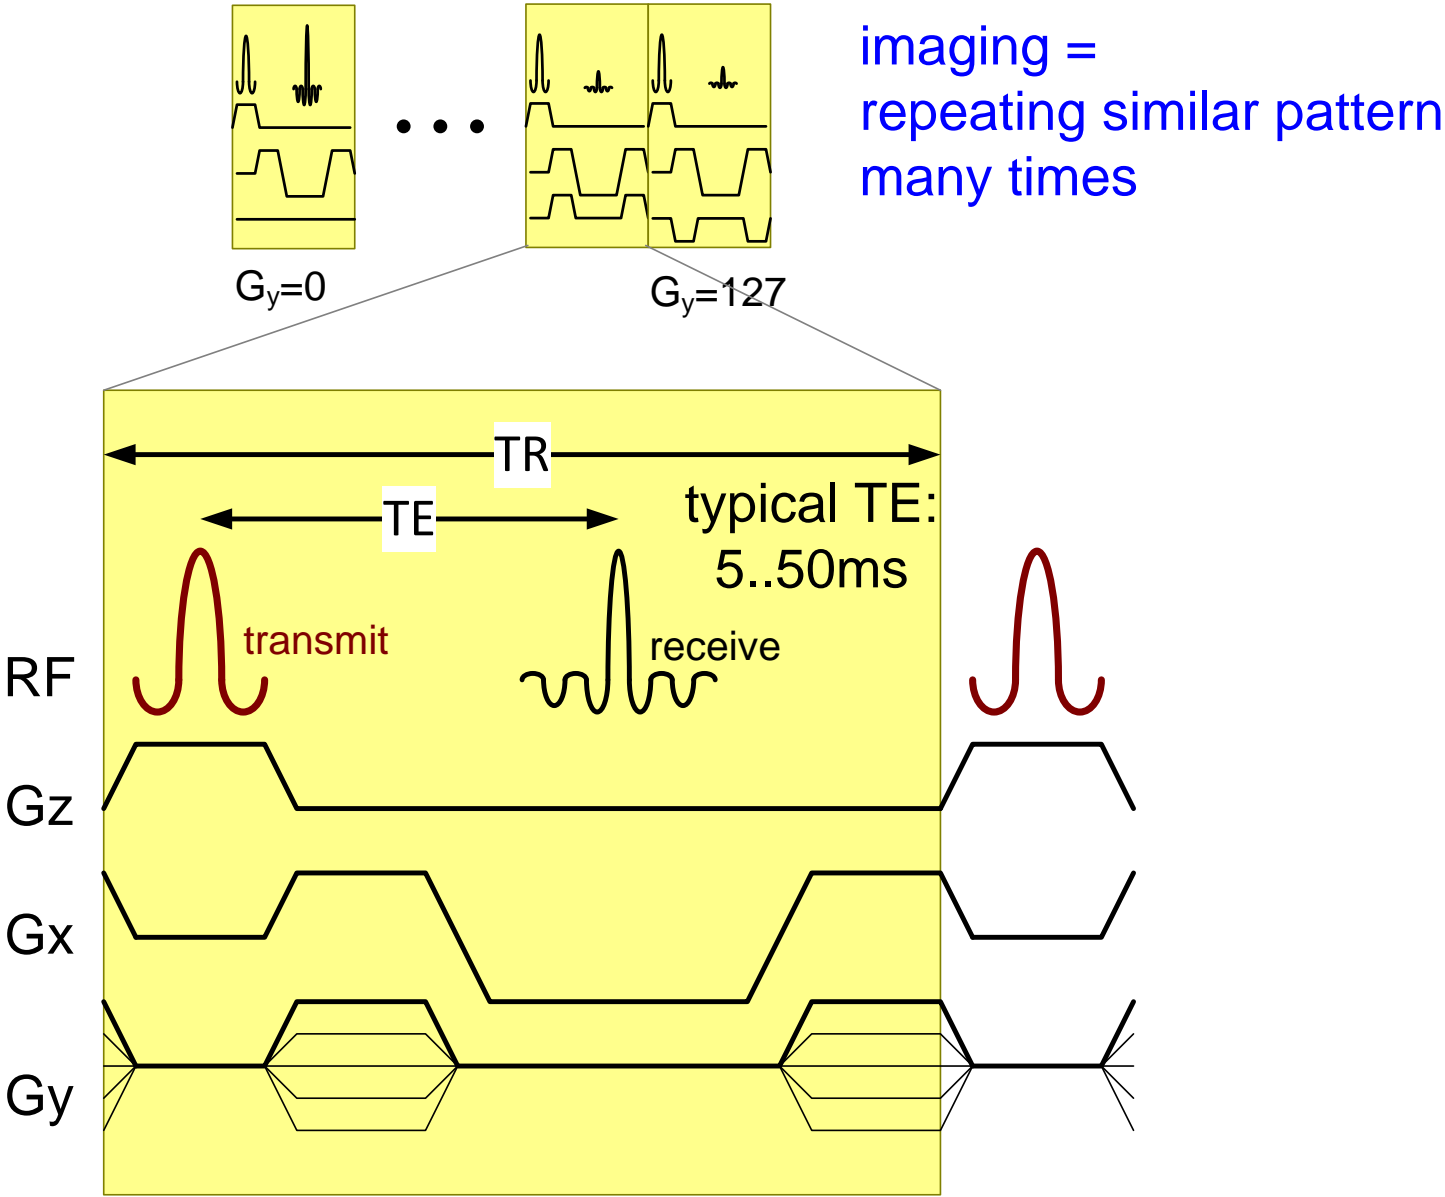 imaging =
repeating similar pattern
many times
Gy=0
Gy=127
TR
TE
typical TE:
5..50ms
transmit
receive
RF
Gz
Gx
Gy